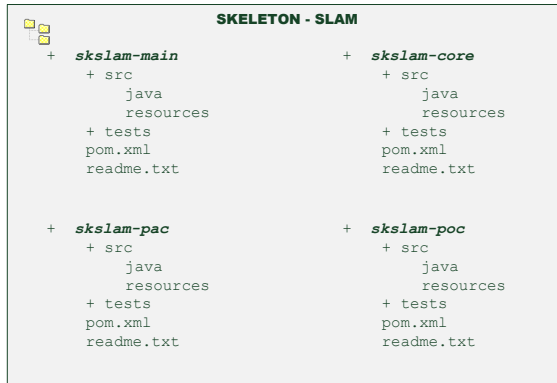 SKELETON - SLAM
+ skslam-main
+ src
java
resources
+ tests
pom.xml
readme.txt
+ skslam-core
+ src
java
resources
+ tests
pom.xml
readme.txt
+ skslam-pac
+ src
java
resources
+ tests
pom.xml
readme.txt
+ skslam-poc
+ src
java
resources
+ tests
pom.xml
readme.txt